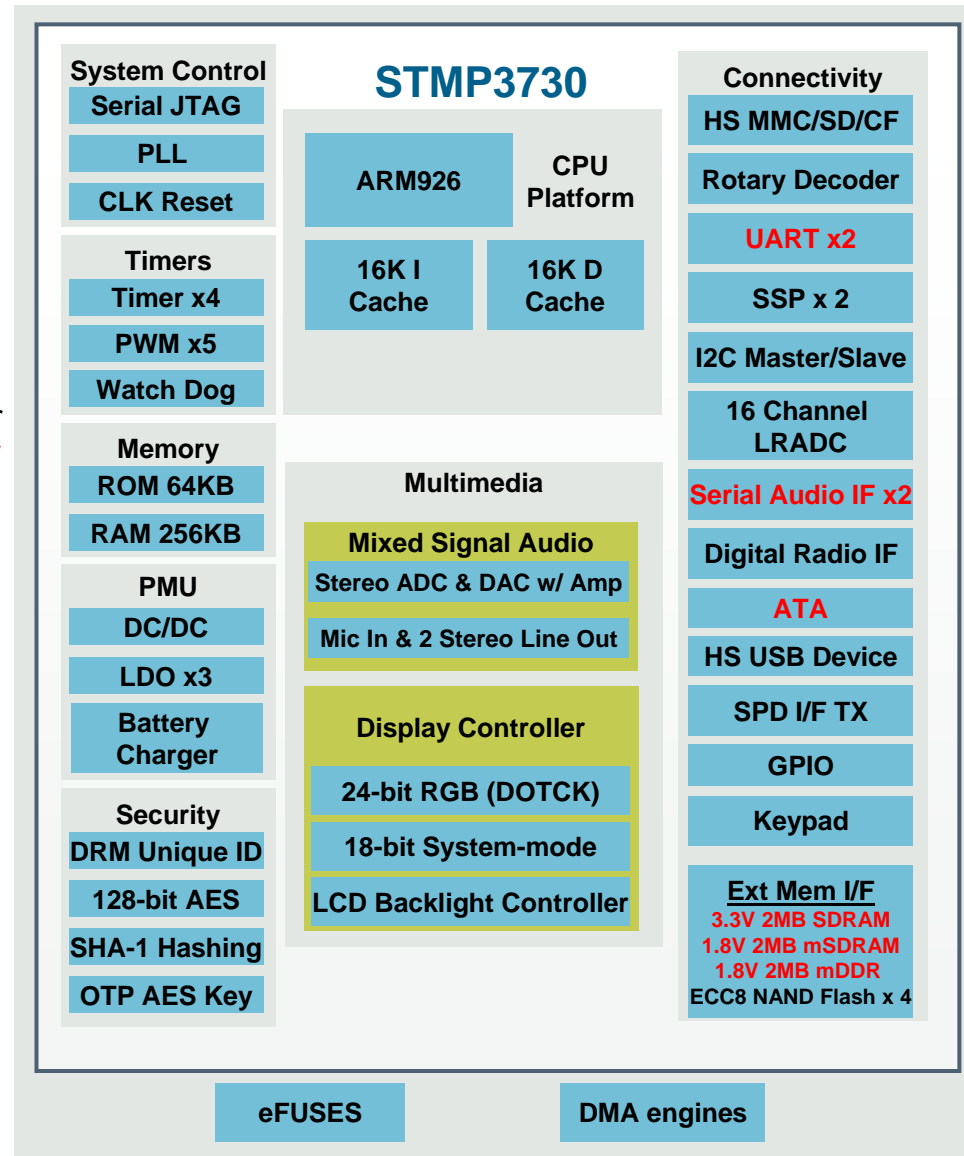 STMP3730
System Control
Serial JTAG
PLL
CLK Reset
Timers
Timer x4
PWM x5
Watch Dog
Memory
ROM 64KB
RAM 256KB
PMU
DC/DC
LDO x3
Battery
Charger
Security
DRM Unique ID
128-bit AES
SHA-1 Hashing
OTP AES Key
CPU
Platform
ARM926
16K I
Cache
16K D
Cache
Multimedia
Mixed Signal Audio
Stereo ADC & DAC w/ Amp
Mic In & 2 Stereo Line Out
Display Controller
24-bit RGB (DOTCK)
18-bit System-mode
LCD Backlight Controller
Connectivity
HS MMC/SD/CF
Rotary Decoder
UART x2
SSP x 2
I2C Master/Slave
16 Channel
LRADC
Serial Audio IF x2
Digital Radio IF
ATA
HS USB Device
SPD I/F TX
GPIO
Keypad
Ext Mem I/F
3.3V 2MB SDRAM
1.8V 2MB mSDRAM
1.8V 2MB mDDR
ECC8 NAND Flash x 4
eFUSES
DMA engines